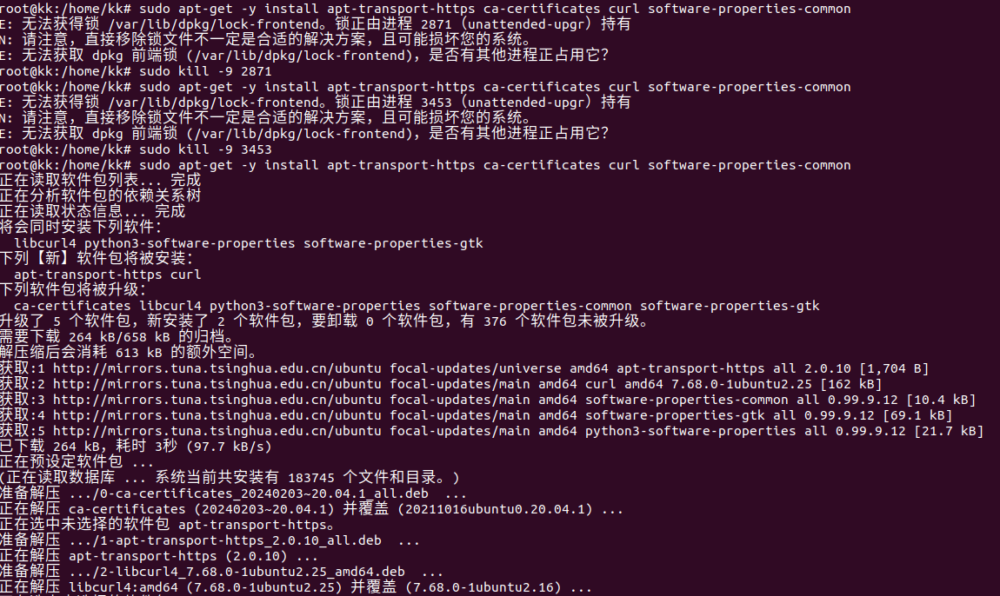 root@kk:/home/kk# sudo apt-get -y install apt-transport-https ca-certificates curl software-properties-common
E: 无法获得锁 /var/lib/dpkg/lock-frontend。锁正由进程 2871（unattended-upgr）持有
N: 请注意，直接移除锁文件不一定是合适的解决方案，且可能损坏您的系统。
E: 无法获取 dpkg 前端锁 (/var/lib/dpkg/lock-frontend)，是否有其他进程正占用它？
root@kk:/home/kk# sudo kill -9 2871
root@kk:/home/kk# sudo apt-get -y install apt-transport-https ca-certificates curl software-properties-common
E: 无法获得锁 /var/lib/dpkg/lock-frontend。锁正由进程 3453（unattended-upgr）持有
N: 请注意，直接移除锁文件不一定是合适的解决方案，且可能损坏您的系统。
E: 无法获取 dpkg 前端锁 (/var/lib/dpkg/lock-frontend)，是否有其他进程正占用它？
root@kk:/home/kk# sudo kill -9 3453
root@kk:/home/kk# sudo apt-get -y install apt-transport-https ca-certificates curl software-properties-common
正在读取软件包列表... 完成
正在分析软件包的依赖关系树
正在读取状态信息... 完成
将会同时安装下列软件：
  libcurl4 python3-software-properties software-properties-gtk
下列【新】软件包将被安装：
  apt-transport-https curl
下列软件包将被升级：
  ca-certificates libcurl4 python3-software-properties software-properties-common software-properties-gtk
升级了 5 个软件包，新安装了 2 个软件包，要卸载 0 个软件包，有 376 个软件包未被升级。
需要下载 264 kB/658 kB 的归档。
解压缩后会消耗 613 kB 的额外空间。
获取:1 http://mirrors.tuna.tsinghua.edu.cn/ubuntu focal-updates/universe amd64 apt-transport-https all 2.0.10 [1,704 B]
获取:2 http://mirrors.tuna.tsinghua.edu.cn/ubuntu focal-updates/main amd64 curl amd64 7.68.0-1ubuntu2.25 [162 kB]
获取:3 http://mirrors.tuna.tsinghua.edu.cn/ubuntu focal-updates/main amd64 software-properties-common all 0.99.9.12 [10.4 kB]
获取:4 http://mirrors.tuna.tsinghua.edu.cn/ubuntu focal-updates/main amd64 software-properties-gtk all 0.99.9.12 [69.1 kB]
获取:5 http://mirrors.tuna.tsinghua.edu.cn/ubuntu focal-updates/main amd64 python3-software-properties all 0.99.9.12 [21.7 kB]
已下载 264 kB，耗时 3秒 (97.7 kB/s)
正在预设定软件包 ...
(正在读取数据库 ... 系统当前共安装有 183745 个文件和目录。)
准备解压 .../0-ca-certificates_20240203~20.04.1_all.deb  ...
正在解压 ca-certificates (20240203~20.04.1) 并覆盖 (20211016ubuntu0.20.04.1) ...
正在选中未选择的软件包 apt-transport-https。
准备解压 .../1-apt-transport-https_2.0.10_all.deb  ...
正在解压 apt-transport-https (2.0.10) ...
准备解压 .../2-libcurl4_7.68.0-1ubuntu2.25_amd64.deb  ...
正在解压 libcurl4:amd64 (7.68.0-1ubuntu2.25) 并覆盖 (7.68.0-1ubuntu2.16) ...